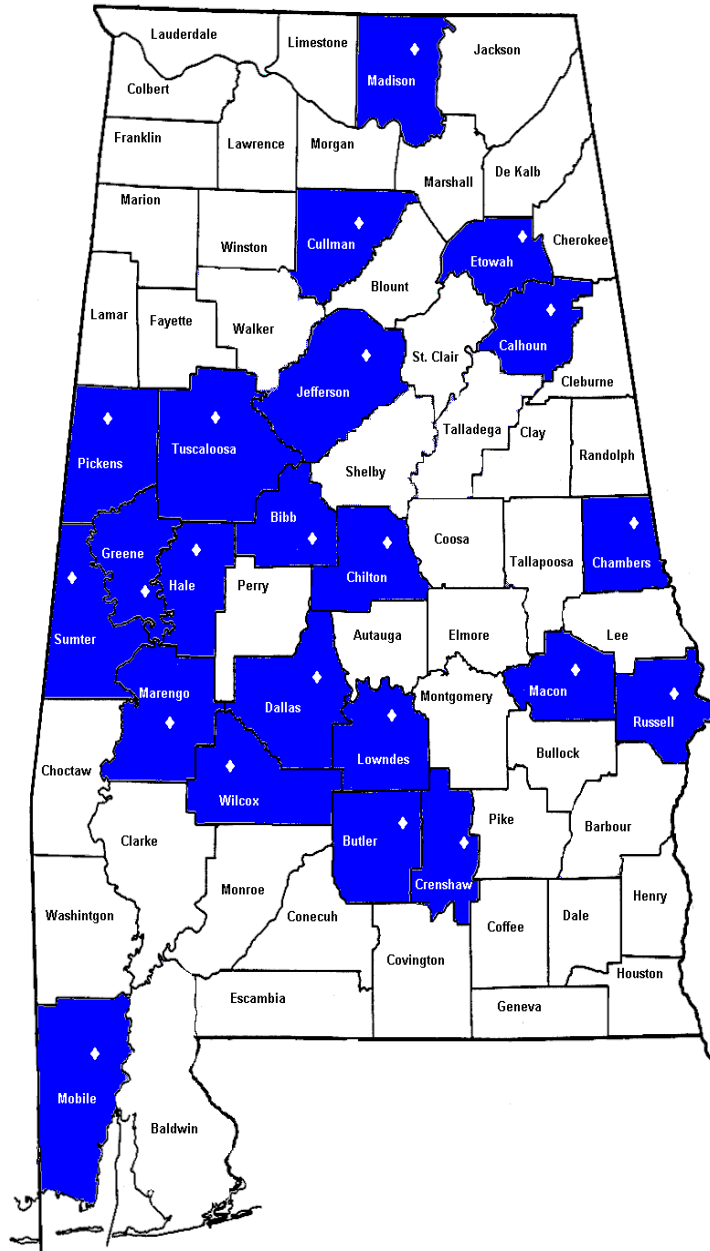 Lauderdale
Limestone
Madison
Jackson
Colbert
Franklin
Lawrence
Morgan
Marshall
De Kalb
Marion
Winston
Cullman
Etowah
Cherokee
Blount
Lamar
Fayette
Walker
St. Clair
Calhoun
Cleburne
Jefferson
Pickens
Tuscaloosa
Talladega
Clay
Randolph
Shelby
Bibb
Greene
Hale
Perry
Chilton
Coosa
Tallapoosa
Chambers
Sumter
Autauga
Elmore
Lee
Marengo
Dallas
Montgomery
Macon
Russell
Choctaw
Lowndes
Bullock
Wilcox
Clarke
Butler
Pike
Barbour
Monroe
Crenshaw
Washintgon
Conecuh
Coffee
Dale
Henry
Covington
Houston
Escambia
Geneva
Mobile
Baldwin